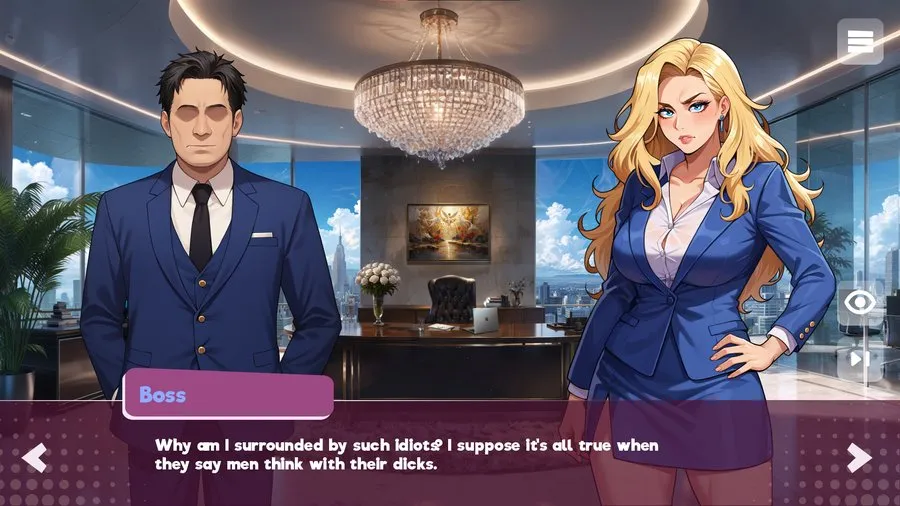 Boss
Why am I surrounded by such idiots? I suppose it's all true when
they say men think with their dicks.